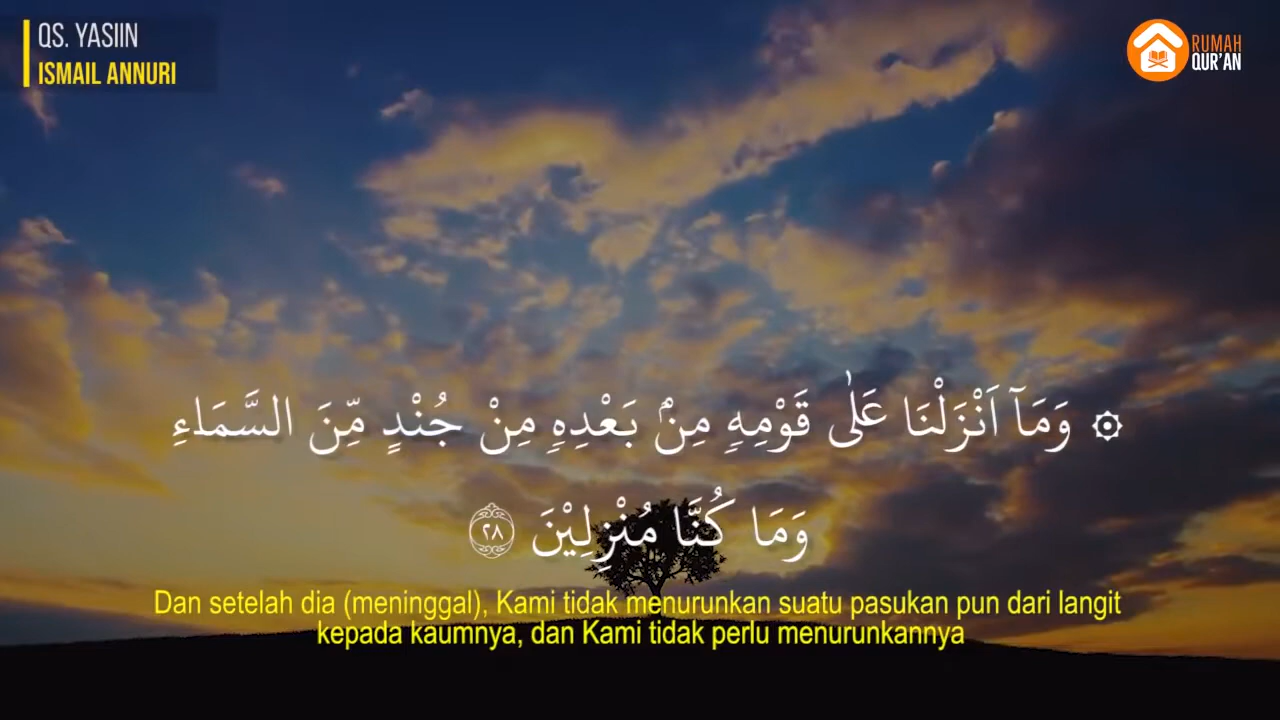 QS. YASIIN
ISMAIL ANNURI
RUMAH
QUR'AN
۞ وَمَآ اَنْزَلْنَا عَلٰى قَوْمِهٖ مِنْۢ بَعْدِهٖ مِنْ جُنْدٍ مِّنَ السَّمَاۤءِ
وَمَا كُنَّا مُنْزِلِيْنَ ٢٨
Dan setelah dia (meninggal), Kami tidak menurunkan suatu pasukan pun dari langit
kepada kaumnya, dan Kami tidak perlu menurunkannya